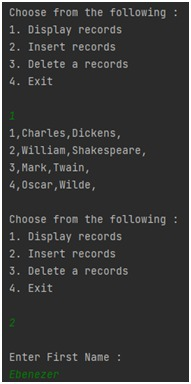 Choose from the following :
1. Display records
2. Insert records
3. Delete a records
4. Exit
1
1,Charles,Dickens,
2,William,Shakespeare,
3,Mark,Twain,
4,Oscar,Wilde,
Choose from the following :
1. Display records
2. Insert records
3. Delete a records
4. Exit
2
Enter First Name :
Ebenezer